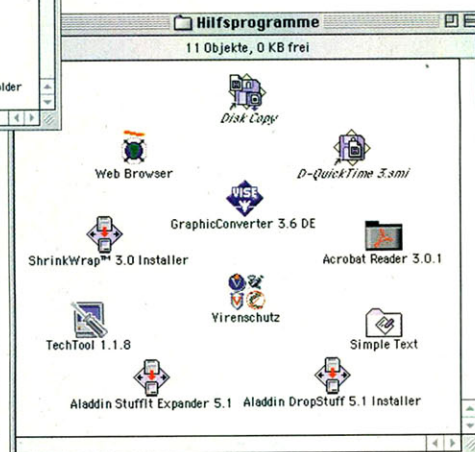 Hilfsprogramme
11 Objekte, 0 KB frei
older
Disk Copy
Web Browser
D-QuickTime 3.smi
VISE
GraphicConverter 3.6 DE
ShrinkWrap™ 3.0 Installer
Acrobat Reader 3.0.1
Virenschutz
TechTool 1.1.8
Simple Text
Aladdin StuffIt Expander 5.1
Aladdin DropStuff 5.1 Installer